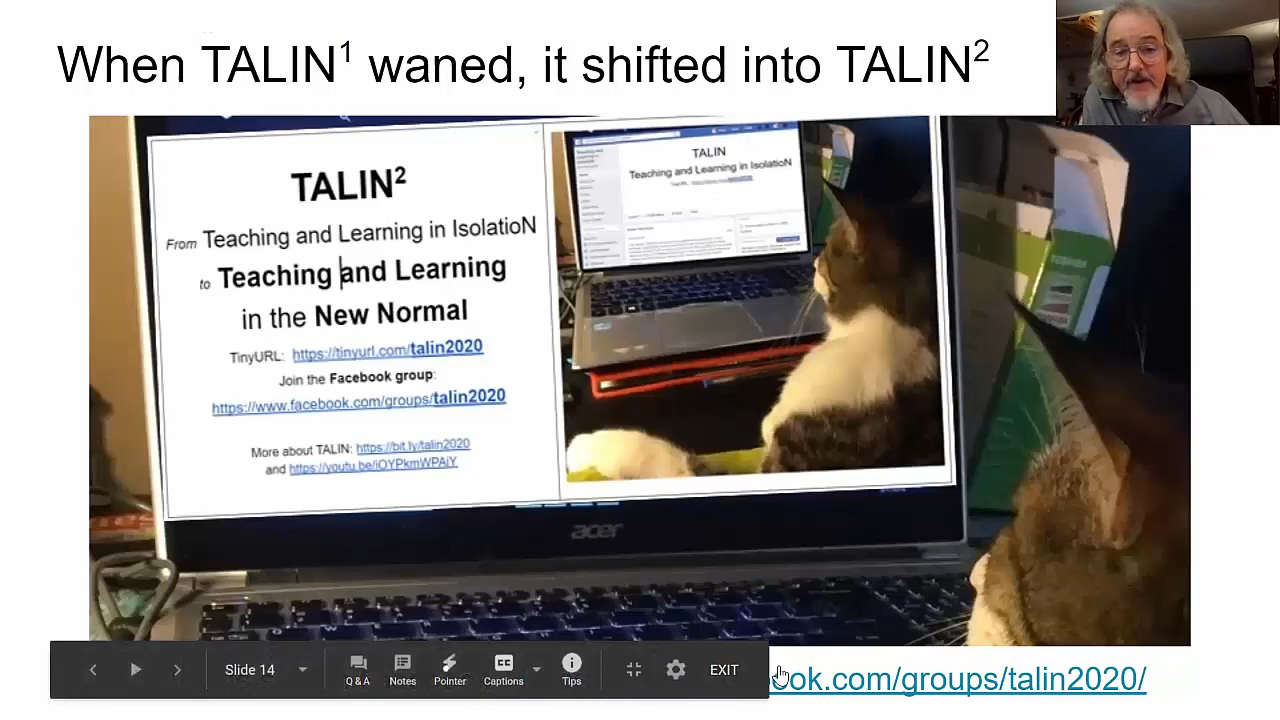 When TALIN1 waned, it shifted into TALIN2
TALIN2
From Teaching and Learning in IsolatioN
to Teaching and Learning
in the New Normal
TinyURL: https://tinyurl.com/talin2020
Join the Facebook group:
https://www.facebook.com/groups/talin2020
More about TALIN: https://bit.ly/talin2020
and https://youtu.be/iOYPkmWPAjY
TALIN
Teaching and Learning in IsolatioN
TOSHIBA
acer
Slide 14
Q & A
Notes
Pointer
CC
Captions
Tips
EXIT
ook.com/groups/talin2020/